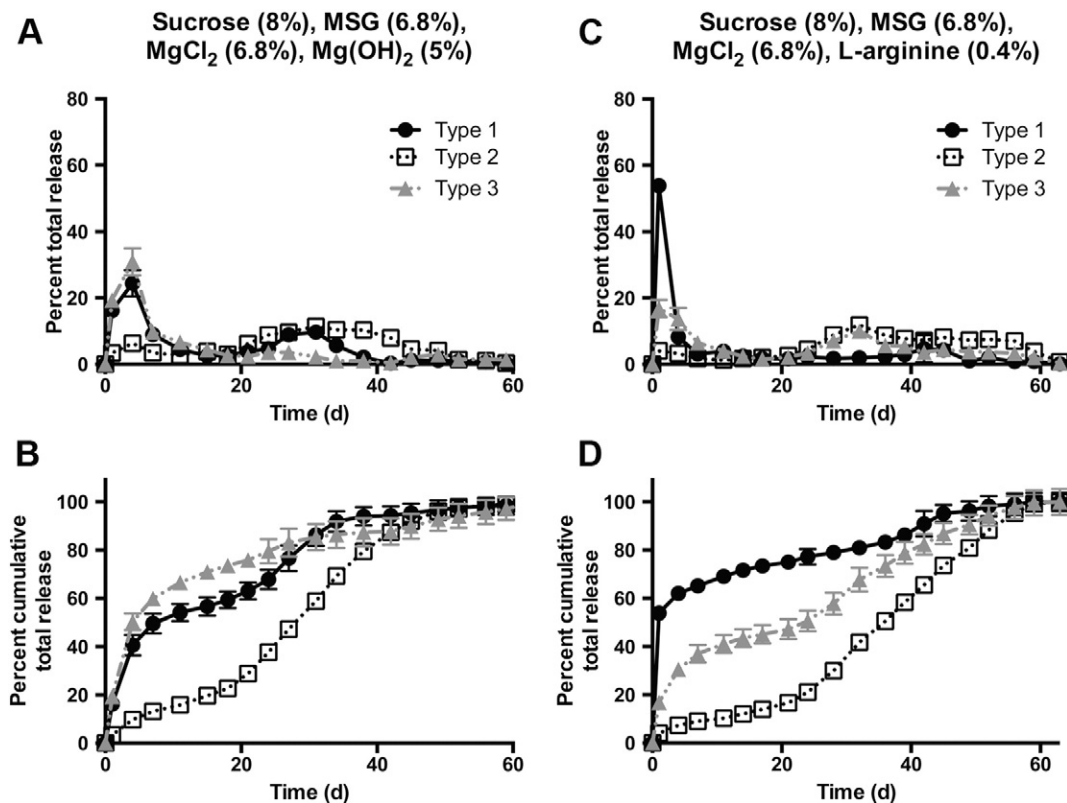 A
Sucrose (8%), MSG (6.8%),
MgCl2 (6.8%), Mg(OH)2 (5%)
Percent total release
80
60
40
20
0
0 20 40 60
Time (d)
Type 1
Type 2
Type 3
C
Sucrose (8%), MSG (6.8%),
MgCl2 (6.8%), L-arginine (0.4%)
Percent total release
80
60
40
20
0
0 20 40 60
Time (d)
Type 1
Type 2
Type 3
B
Percent cumulative
total release
100
80
60
40
20
0
0 20 40 60
Time (d)
D
Percent cumulative
total release
100
80
60
40
20
0
0 20 40 60
Time (d)